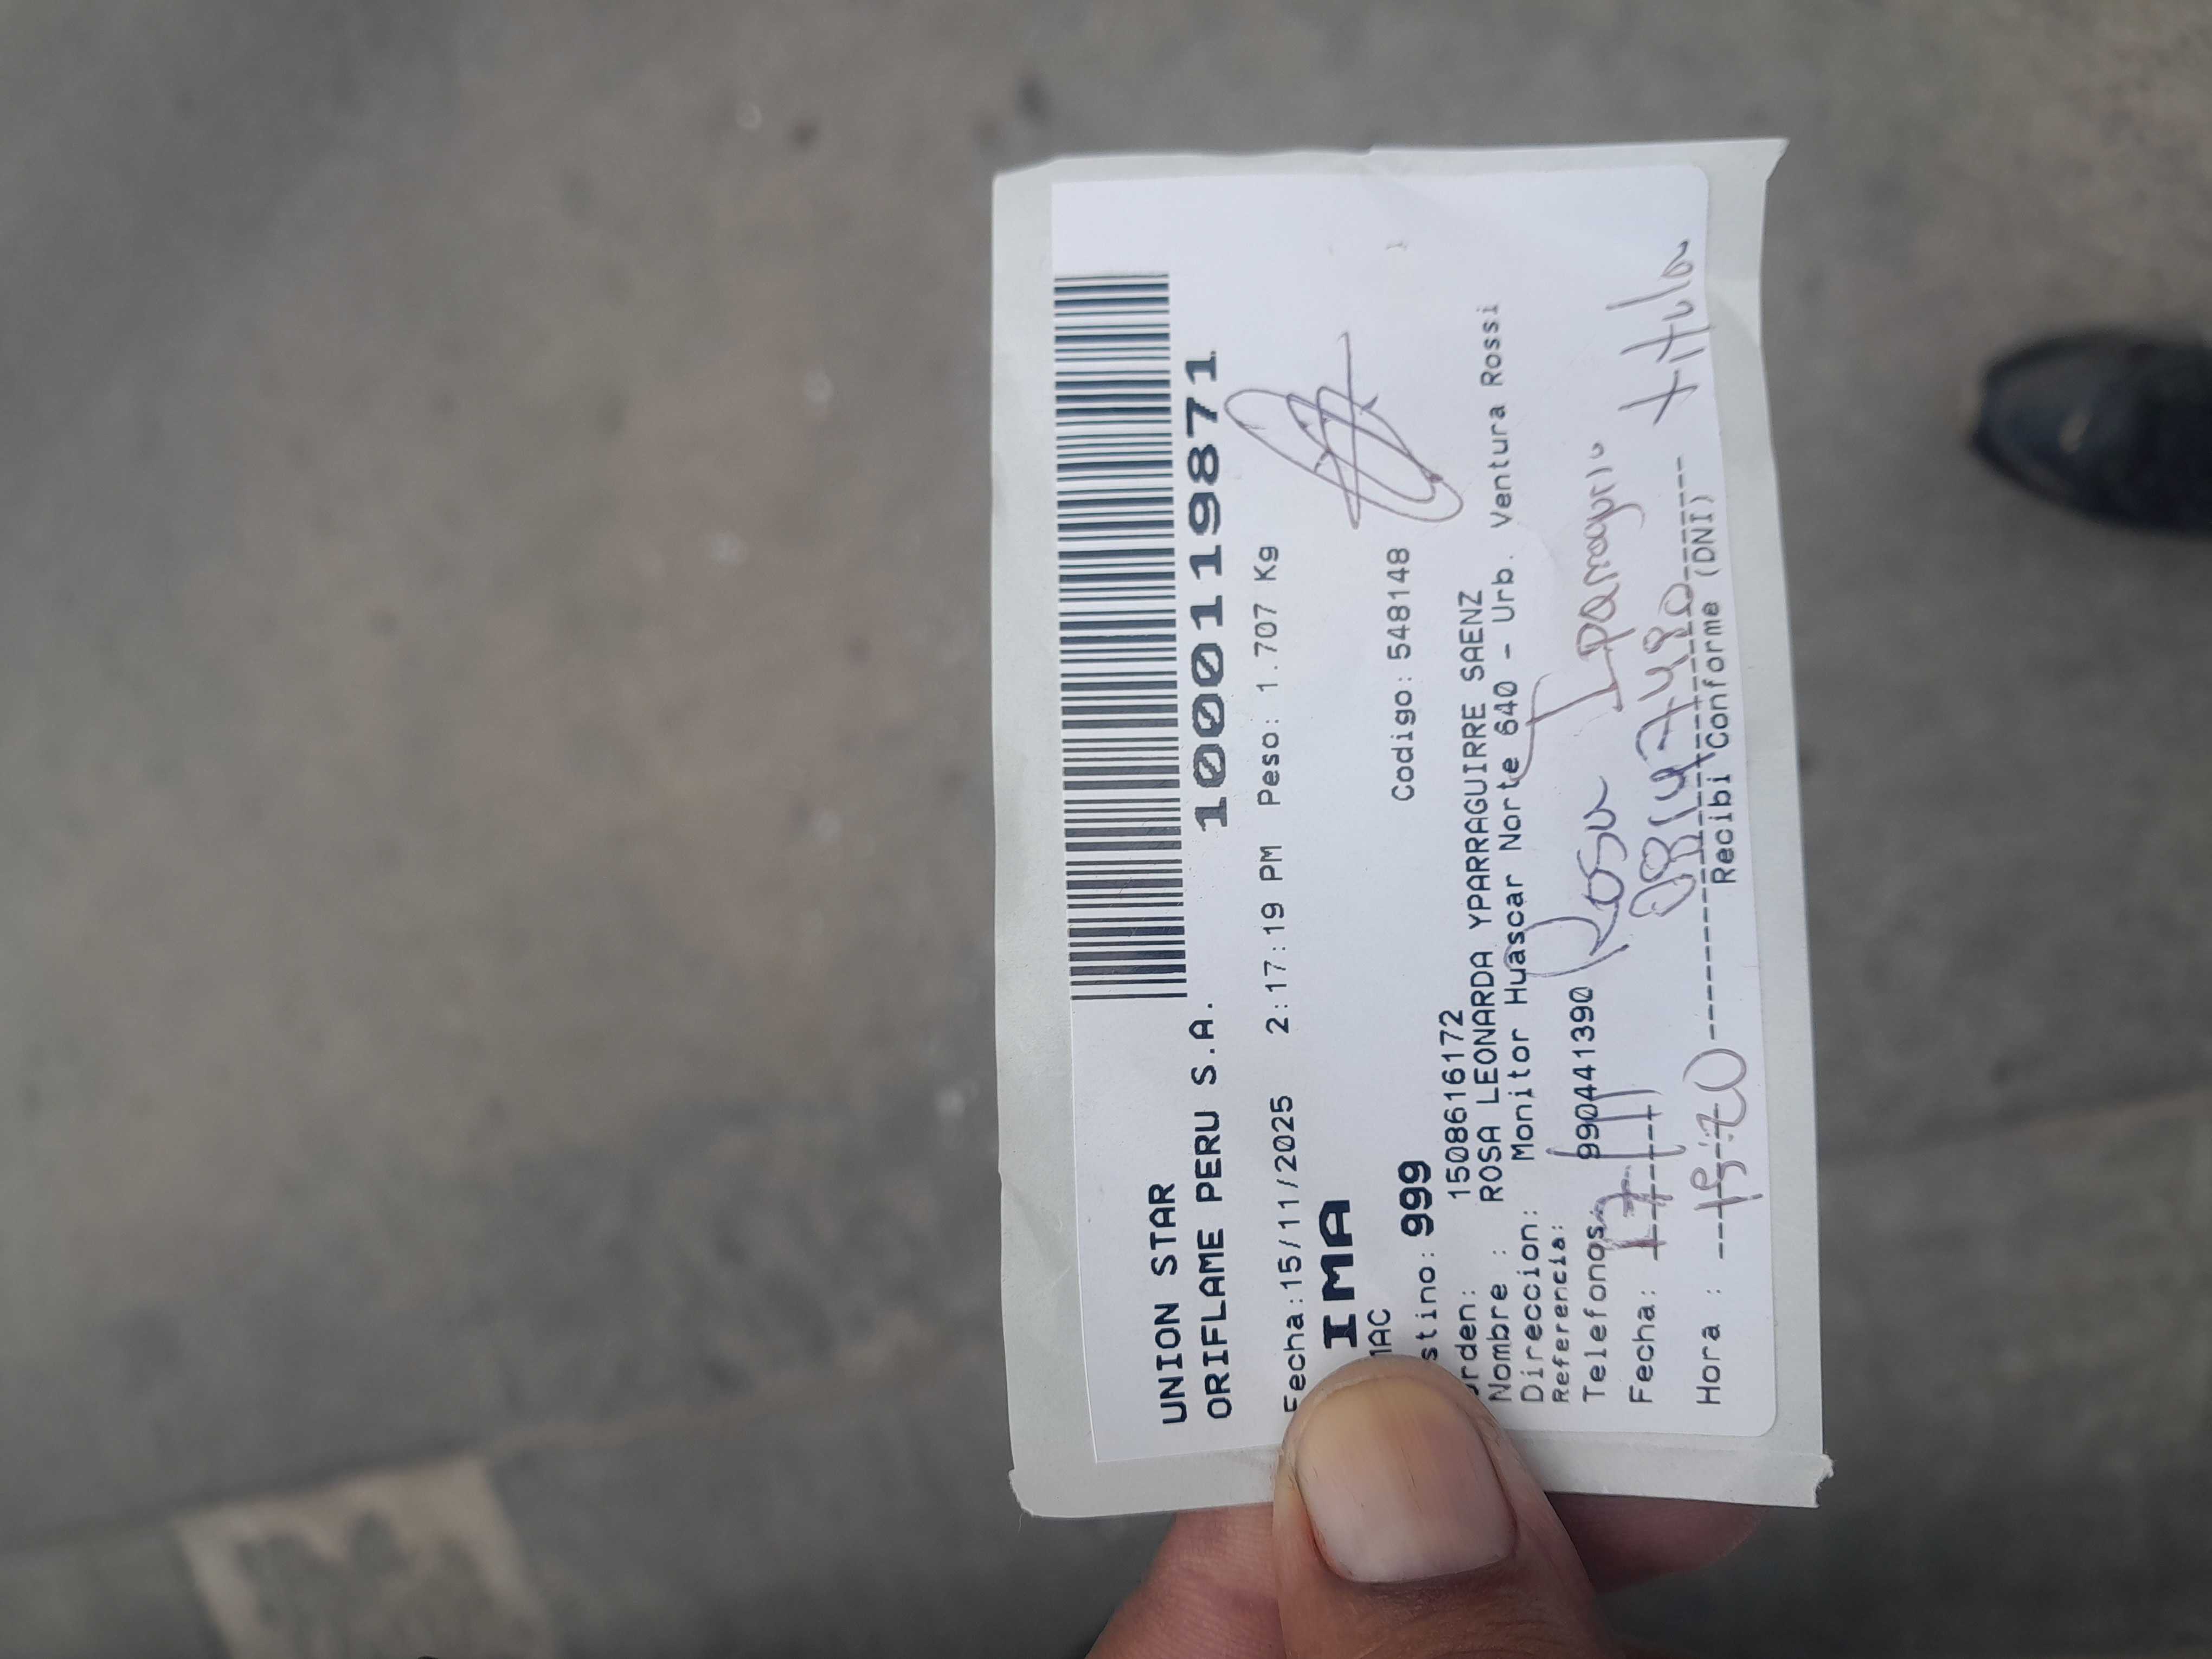 UNION STAR
ORIFLAME PERU S.A.
1000119871
Fecha:15/11/2025 2:17:19 PM Peso: 1.707 Kg
IMA
MAC
stino: 999 Codigo: 548148
rden: 1508616172
Nombre : ROSA LEONARDA YPARRAGUIRRE SAENZ
Direccion: Monitor Huascar Norte 640 - Urb. Ventura Rossi
Referencia:
Telefonos: 990441390
Rosa
Fecha: 17/11
Hora :
Recibi Conforme (DNI)